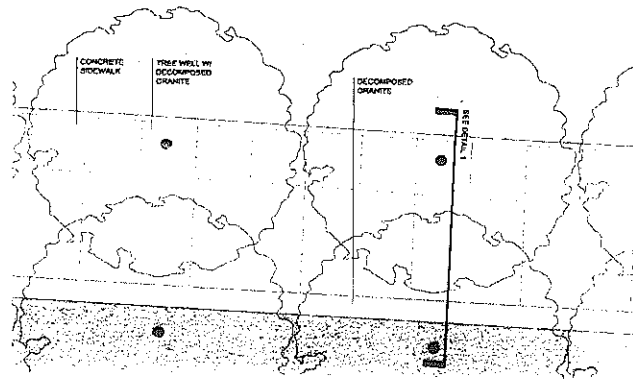 CONCRETE
SIDEWALK
TREE WELL W/
DECOMPOSED
GRANITE
DECOMPOSED
GRANITE
SEE DETAIL 1